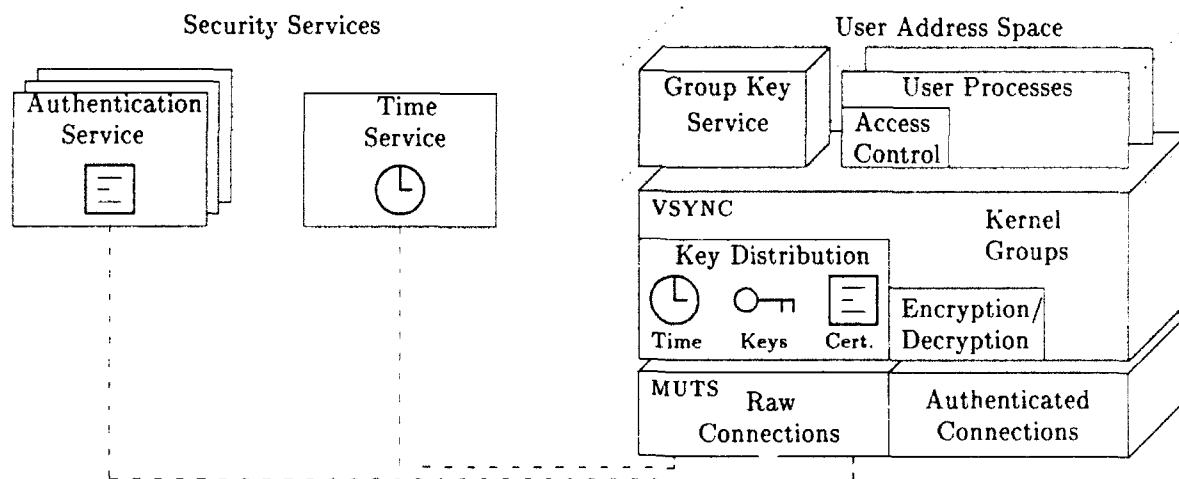 Security Services
User Address Space
Authentication
Service
Time
Service
Group Key
Service
User Processes
Access
Control
VSYNC
Kernel
Groups
Key Distribution
Time Keys Cert.
Encryption/
Decryption
MUTS
Raw
Connections
Authenticated
Connections